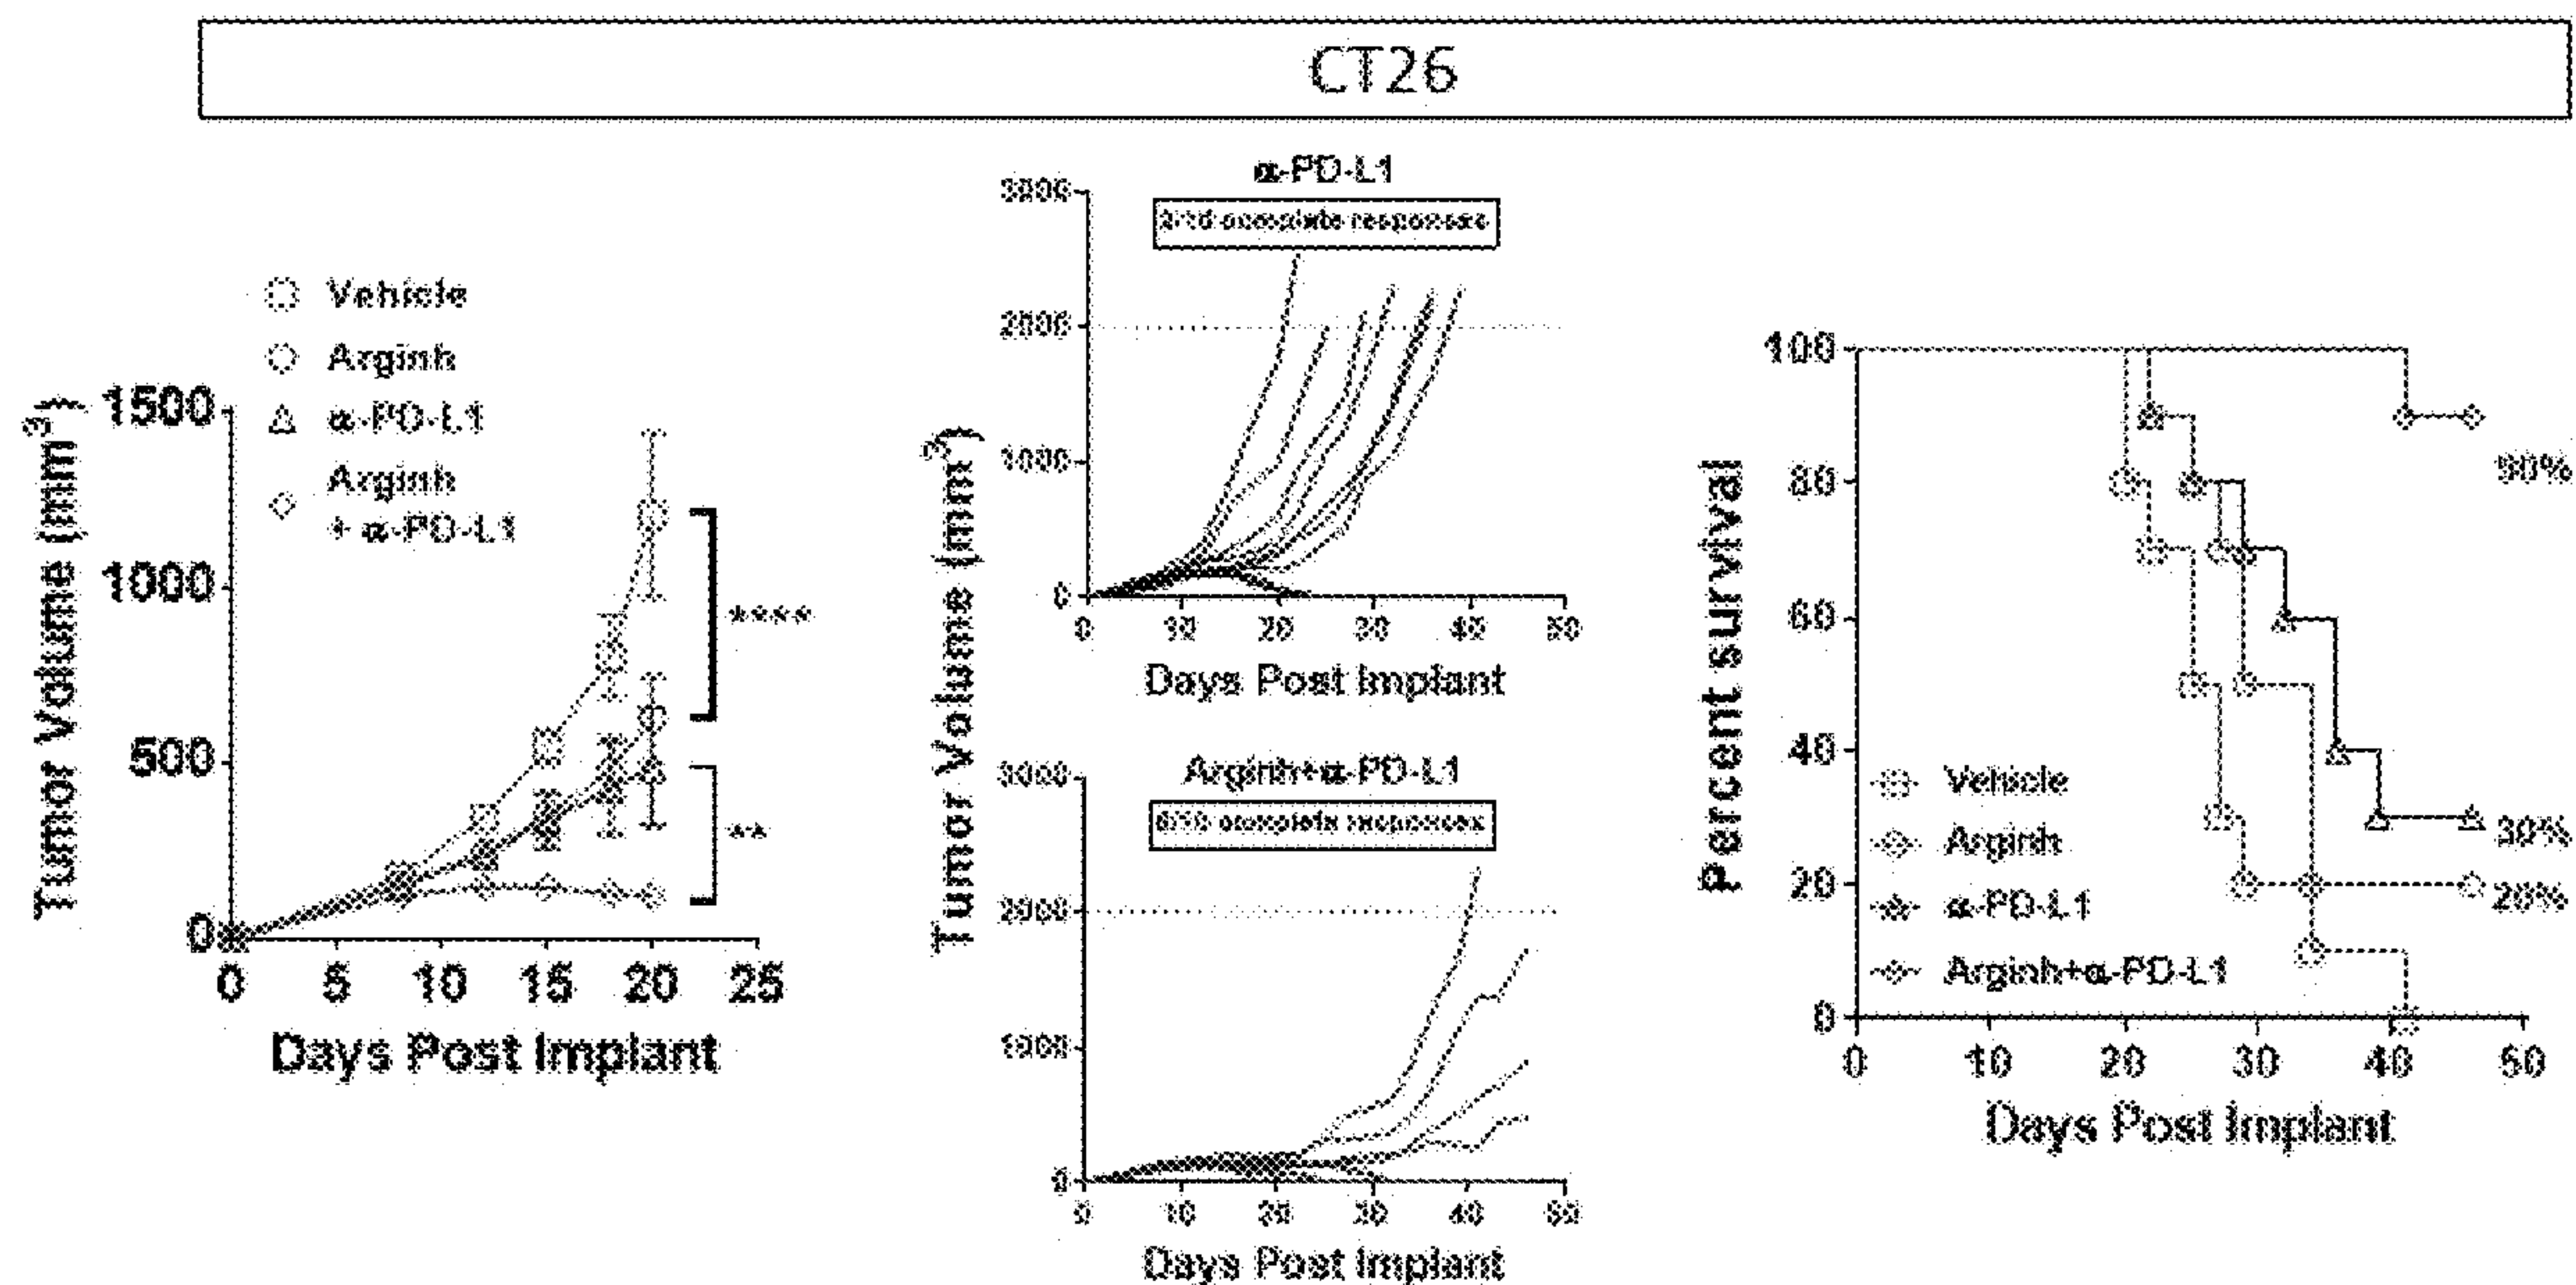 CT26
Vehicle
Arginh
α-PD-L1
Arginh
+ α-PD-L1
Tumor Volume (mm³)
1500
1000
500
0
0 5 10 15 20 25
Days Post Implant
****
**
α-PD-L1
complete responses
Tumor Volume (mm³)
3000
2000
1000
0
0 10 20 30 40 50
Days Post Implant
Arginh+α-PD-L1
complete responses
3000
2000
1000
0
0 10 20 30 40 50
Days Post Implant
Percent survival
100
80
60
40
20
0
90%
30%
20%
Vehicle
Arginh
α-PD-L1
Arginh+α-PD-L1
0 10 20 30 40 50
Days Post Implant